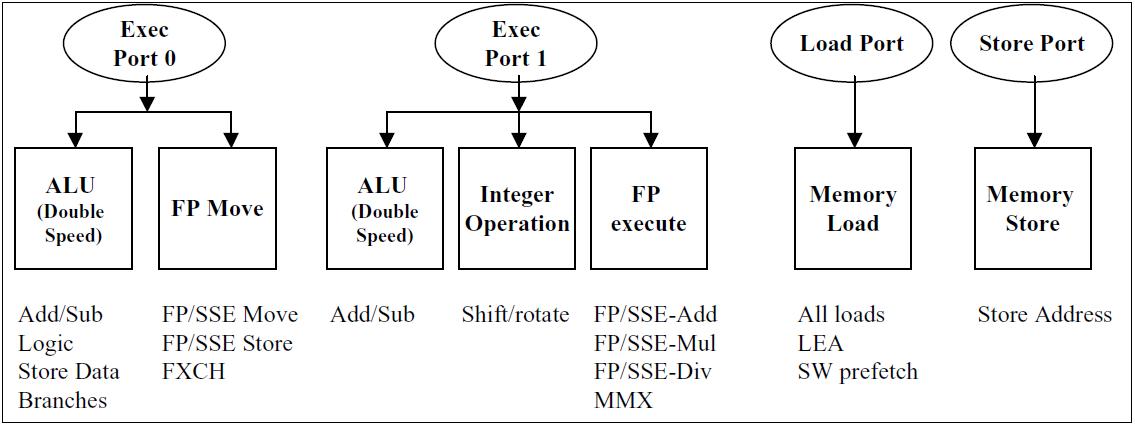 Exec
Port 0
Exec
Port 1
Load Port
Store Port
ALU
(Double
Speed)
FP Move
ALU
(Double
Speed)
Integer
Operation
FP
execute
Memory
Load
Memory
Store
Add/Sub
Logic
Store Data
Branches
FP/SSE Move
FP/SSE Store
FXCH
Add/Sub
Shift/rotate
FP/SSE-Add
FP/SSE-Mul
FP/SSE-Div
MMX
All loads
LEA
SW prefetch
Store Address